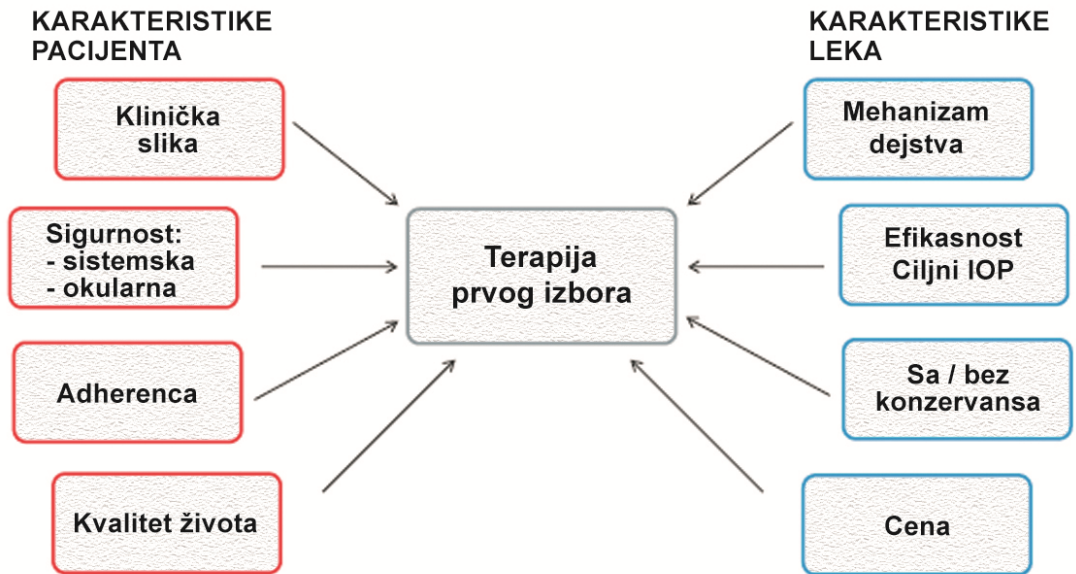 KARAKTERISTIKE
PACIJENTA
Klinička
slika
Sigurnost:
- sistemska
- okularna
Adherenca
Kvalitet života
Terapija
prvog izbora
KARAKTERISTIKE
LEKA
Mehanizam
dejstva
Efikasnost
Ciljni IOP
Sa / bez
konzervansa
Cena